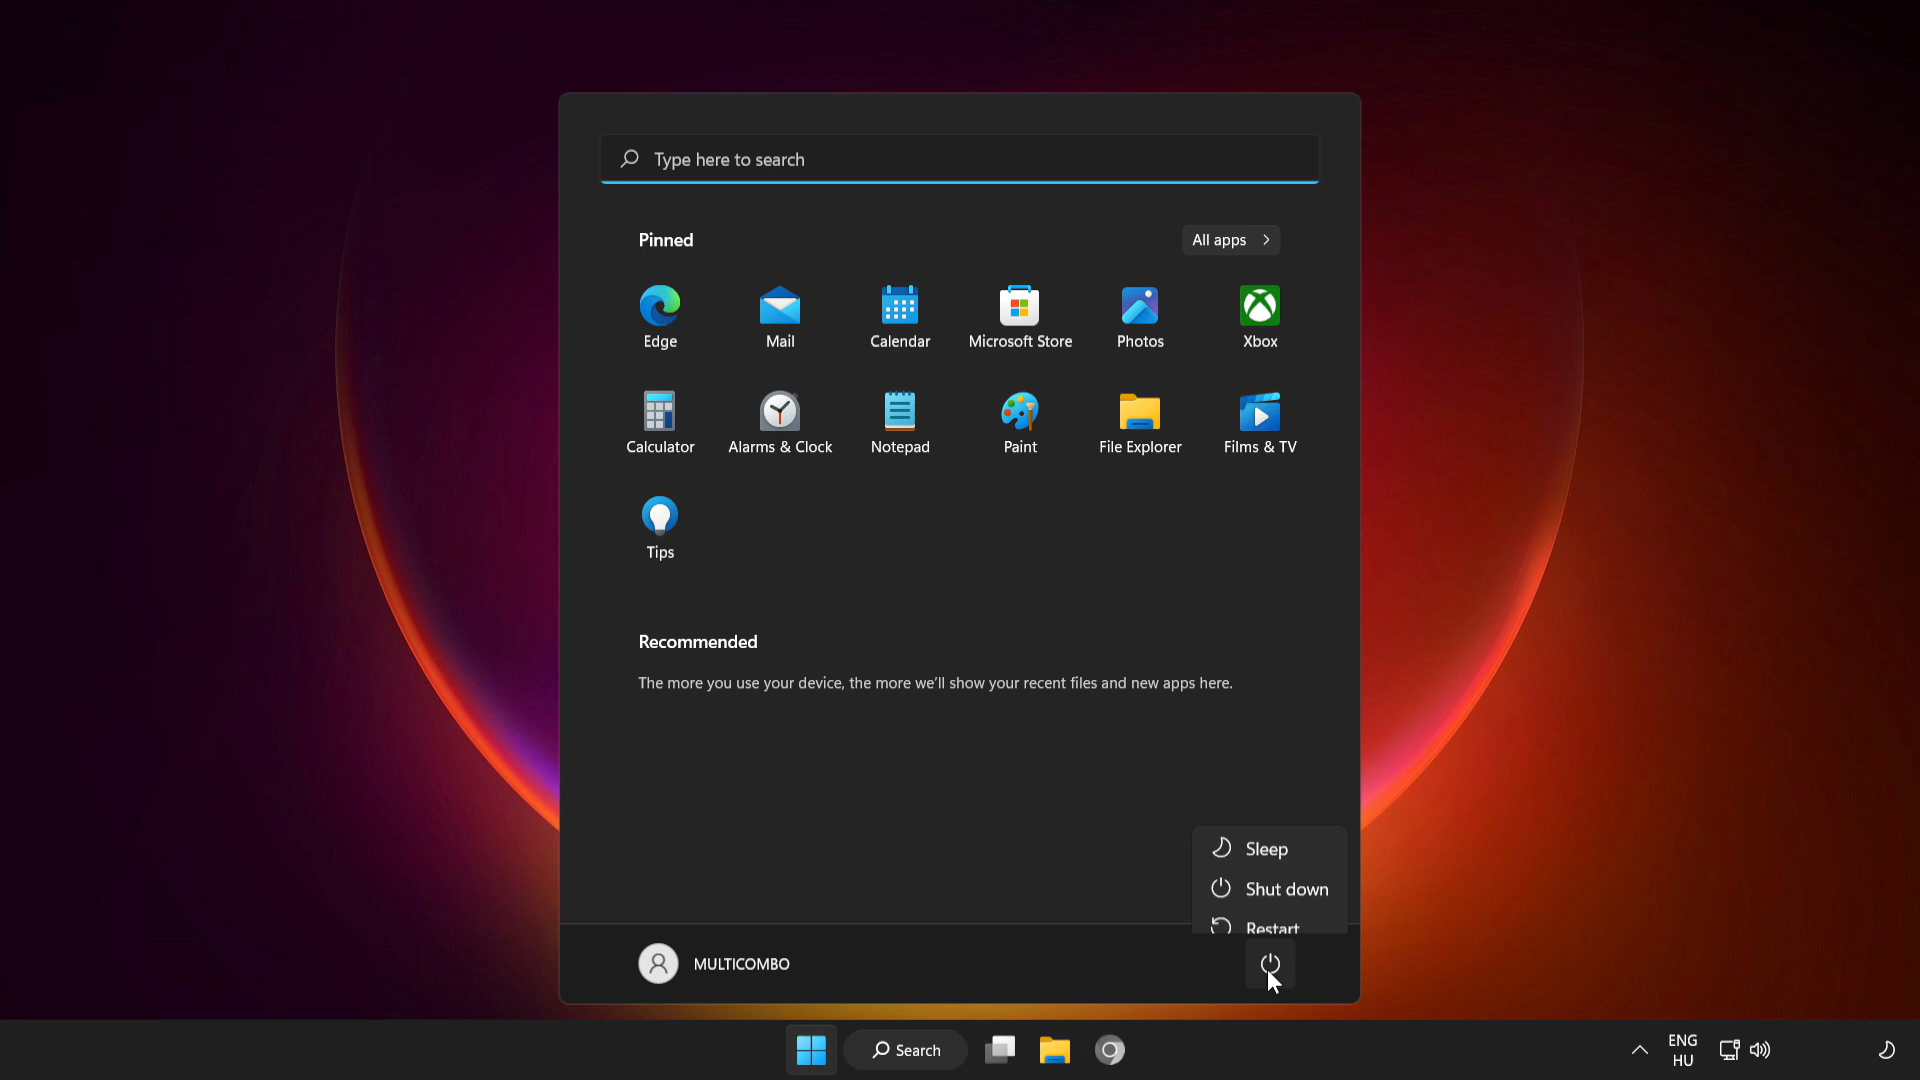 Type here to search
Pinned
All apps
Edge
Mail
Calendar
Microsoft Store
Photos
Xbox
Calculator
Alarms & Clock
Notepad
Paint
File Explorer
Films & TV
Tips
Recommended
The more you use your device, the more we'll show your recent files and new apps here.
Sleep
Shut down
Restart
MULTICOMBO
Search
ENG
HU